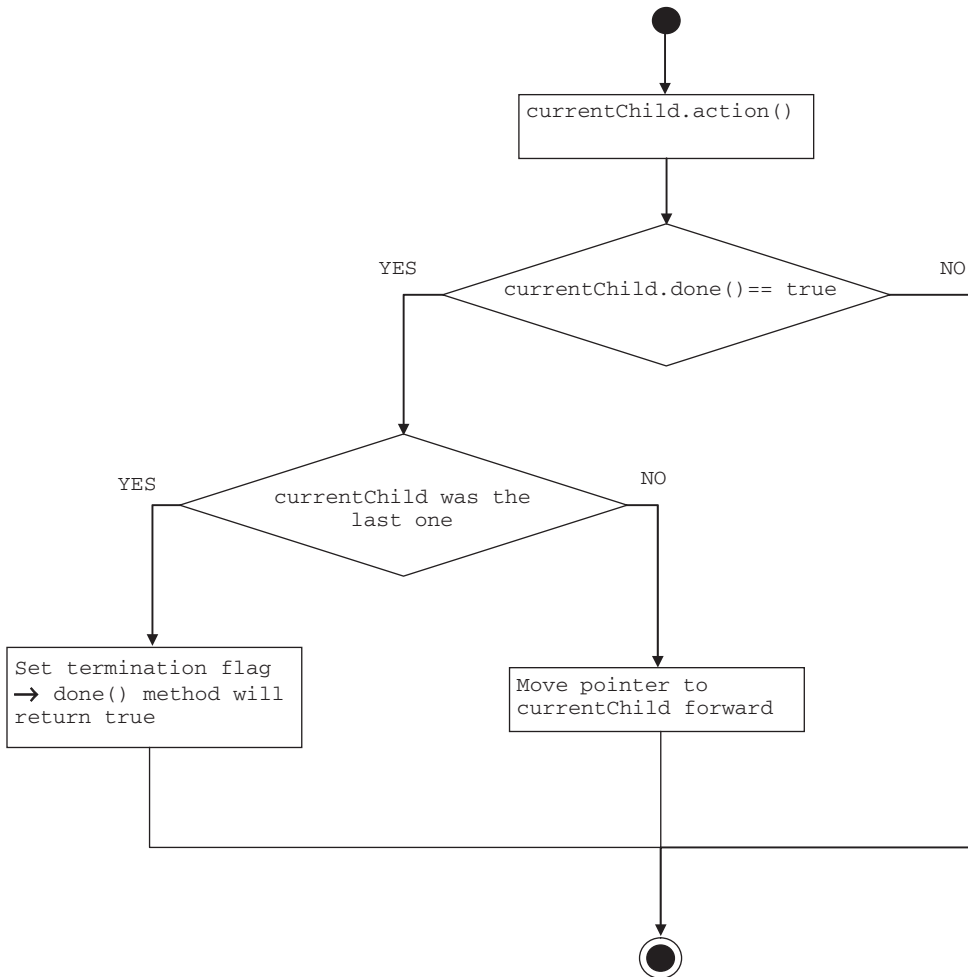 currentChild.action()
YES
NO
currentChild.done()== true
YES
NO
currentChild was the
last one
Set termination flag
→ done() method will
return true
Move pointer to
currentChild forward